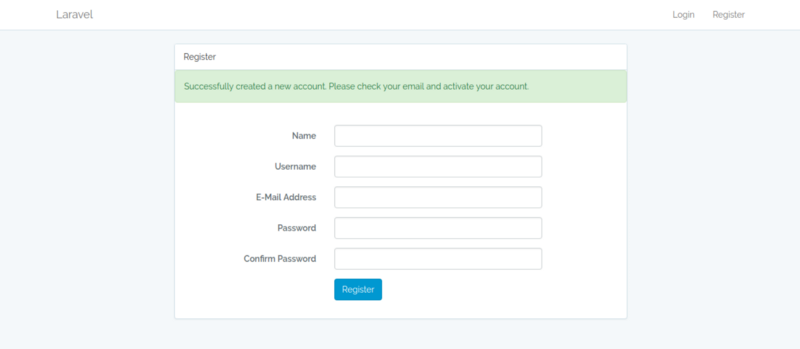 Laravel
Login Register
Register
Successfully created a new account. Please check your email and activate your account.
Name
Username
E-Mail Address
Password
Confirm Password
Register